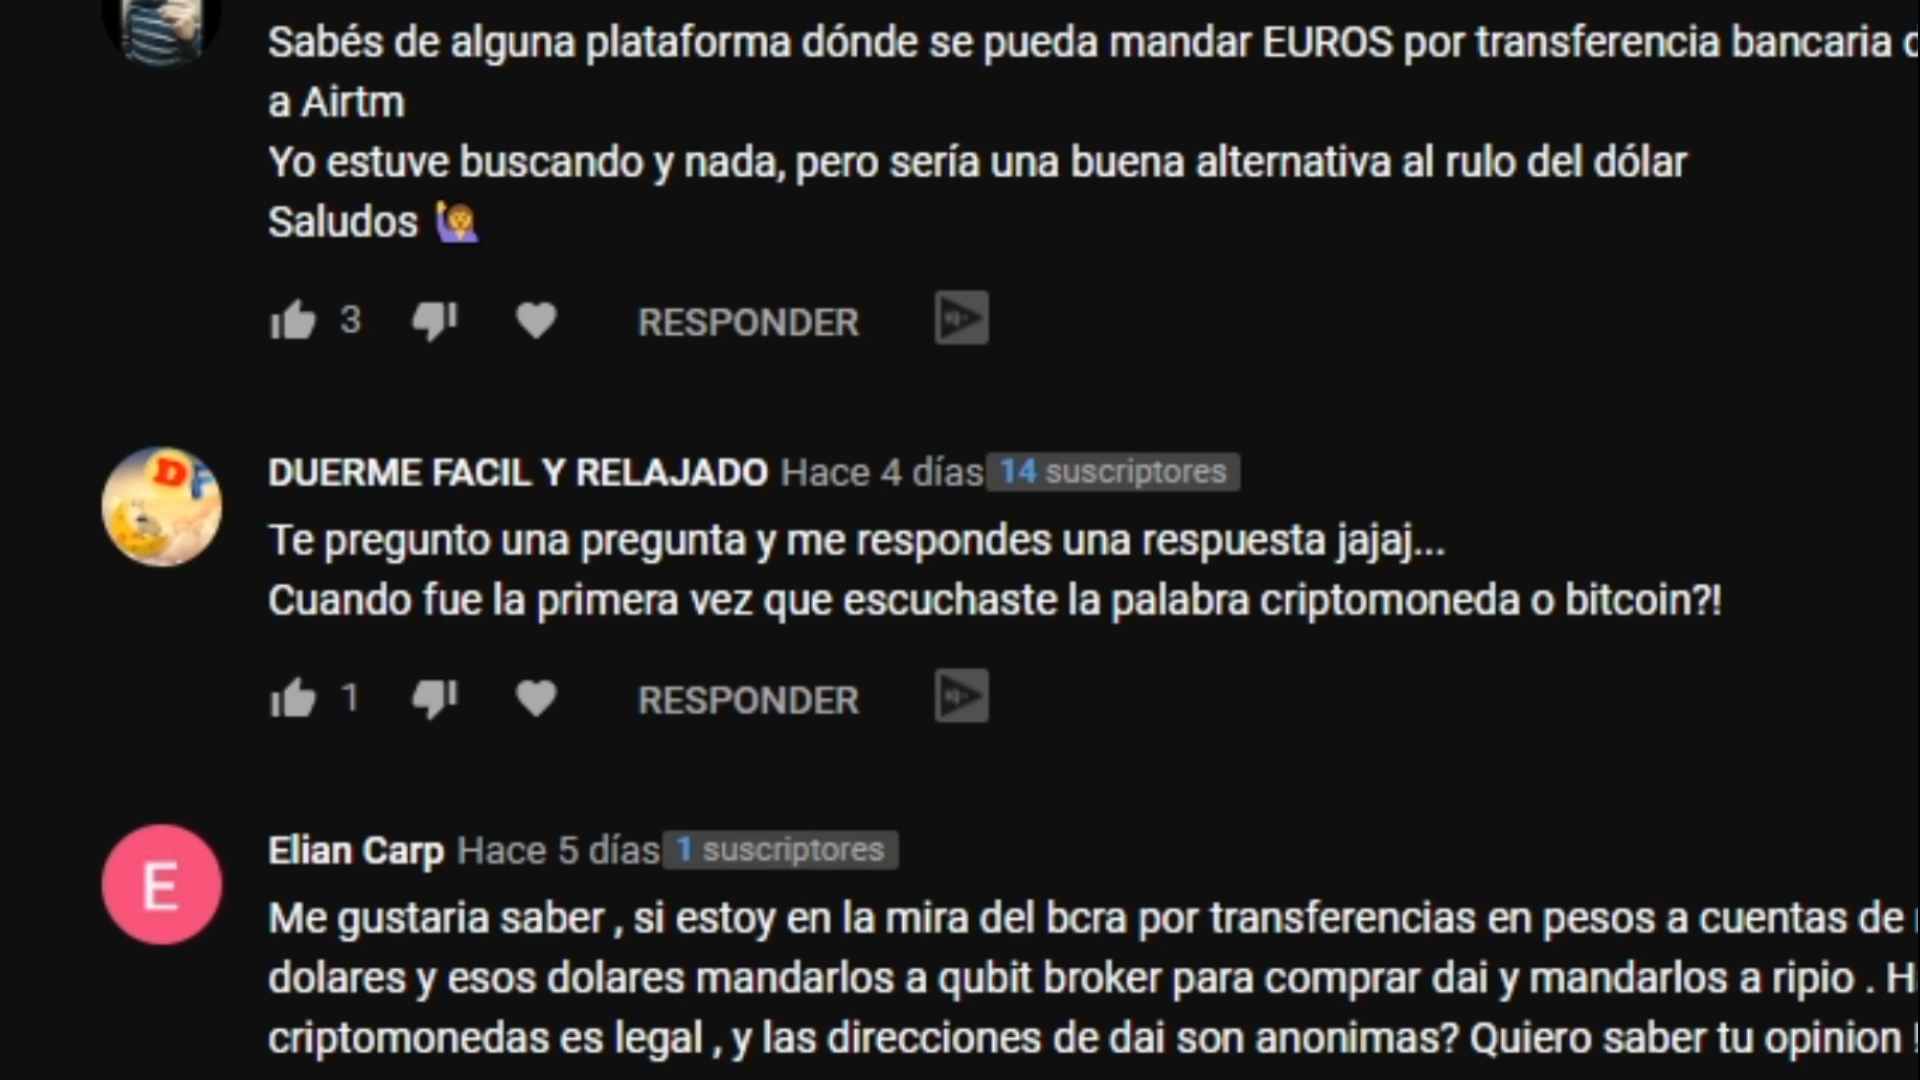 Sabés de alguna plataforma dónde se pueda mandar EUROS por transferencia bancaria
a Airtm
Yo estuve buscando y nada, pero sería una buena alternativa al rulo del dólar
Saludos 🙋‍♀️
3 RESPONDER
DUERME FACIL Y RELAJADO Hace 4 días 14 suscriptores
Te pregunto una pregunta y me respondes una respuesta jajaj...
Cuando fue la primera vez que escuchaste la palabra criptomoneda o bitcoin?!
1 RESPONDER
E
Elian Carp Hace 5 días 1 suscriptores
Me gustaria saber , si estoy en la mira del bcra por transferencias en pesos a cuentas de
dolares y esos dolares mandarlos a qubit broker para comprar dai y mandarlos a ripio .
criptomonedas es legal , y las direcciones de dai son anonimas? Quiero saber tu opinion !